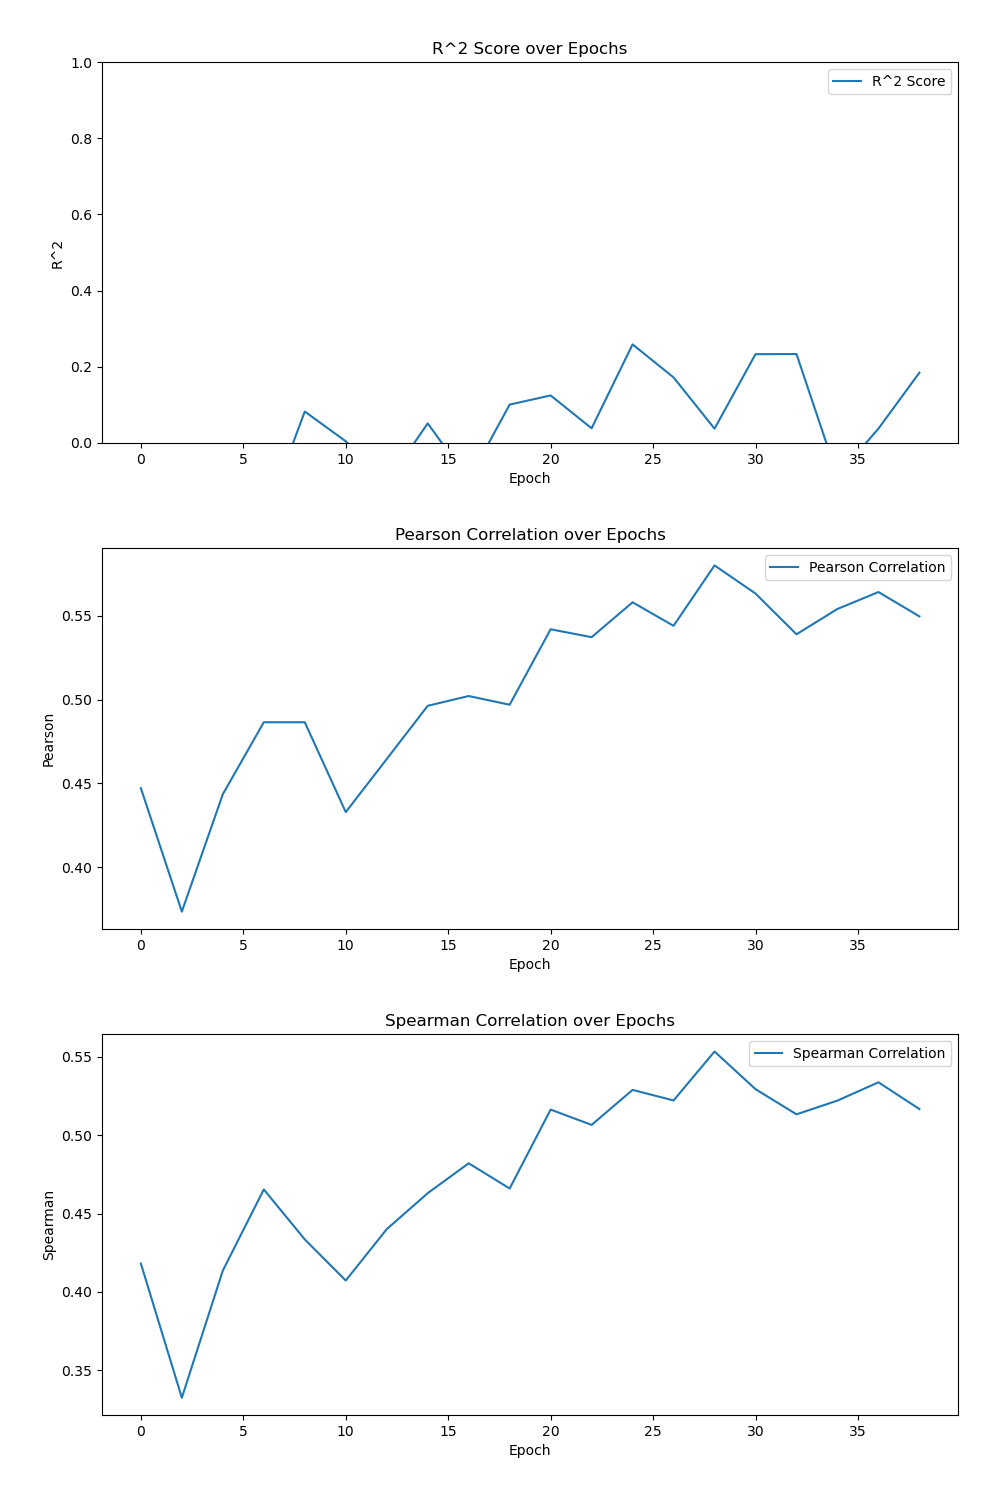 R^2 Score over Epochs
1.0
0.8
0.6
0.4
0.2
0.0
R^2
R^2 Score
0 5 10 15 20 25 30 35
Epoch
Pearson Correlation over Epochs
0.55
0.50
0.45
0.40
Pearson
Pearson Correlation
0 5 10 15 20 25 30 35
Epoch
Spearman Correlation over Epochs
0.55
0.50
0.45
0.40
0.35
Spearman
Spearman Correlation
0 5 10 15 20 25 30 35
Epoch